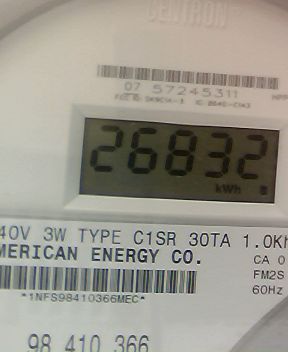 CENTRON
07 57245311
26832
kWh
40V 3W TYPE C1SR 30TA 1.0Kh
MERICAN ENERGY CO.
CA 0
FM2S
60Hz
*1NFS98410366MEC*
98 410 366